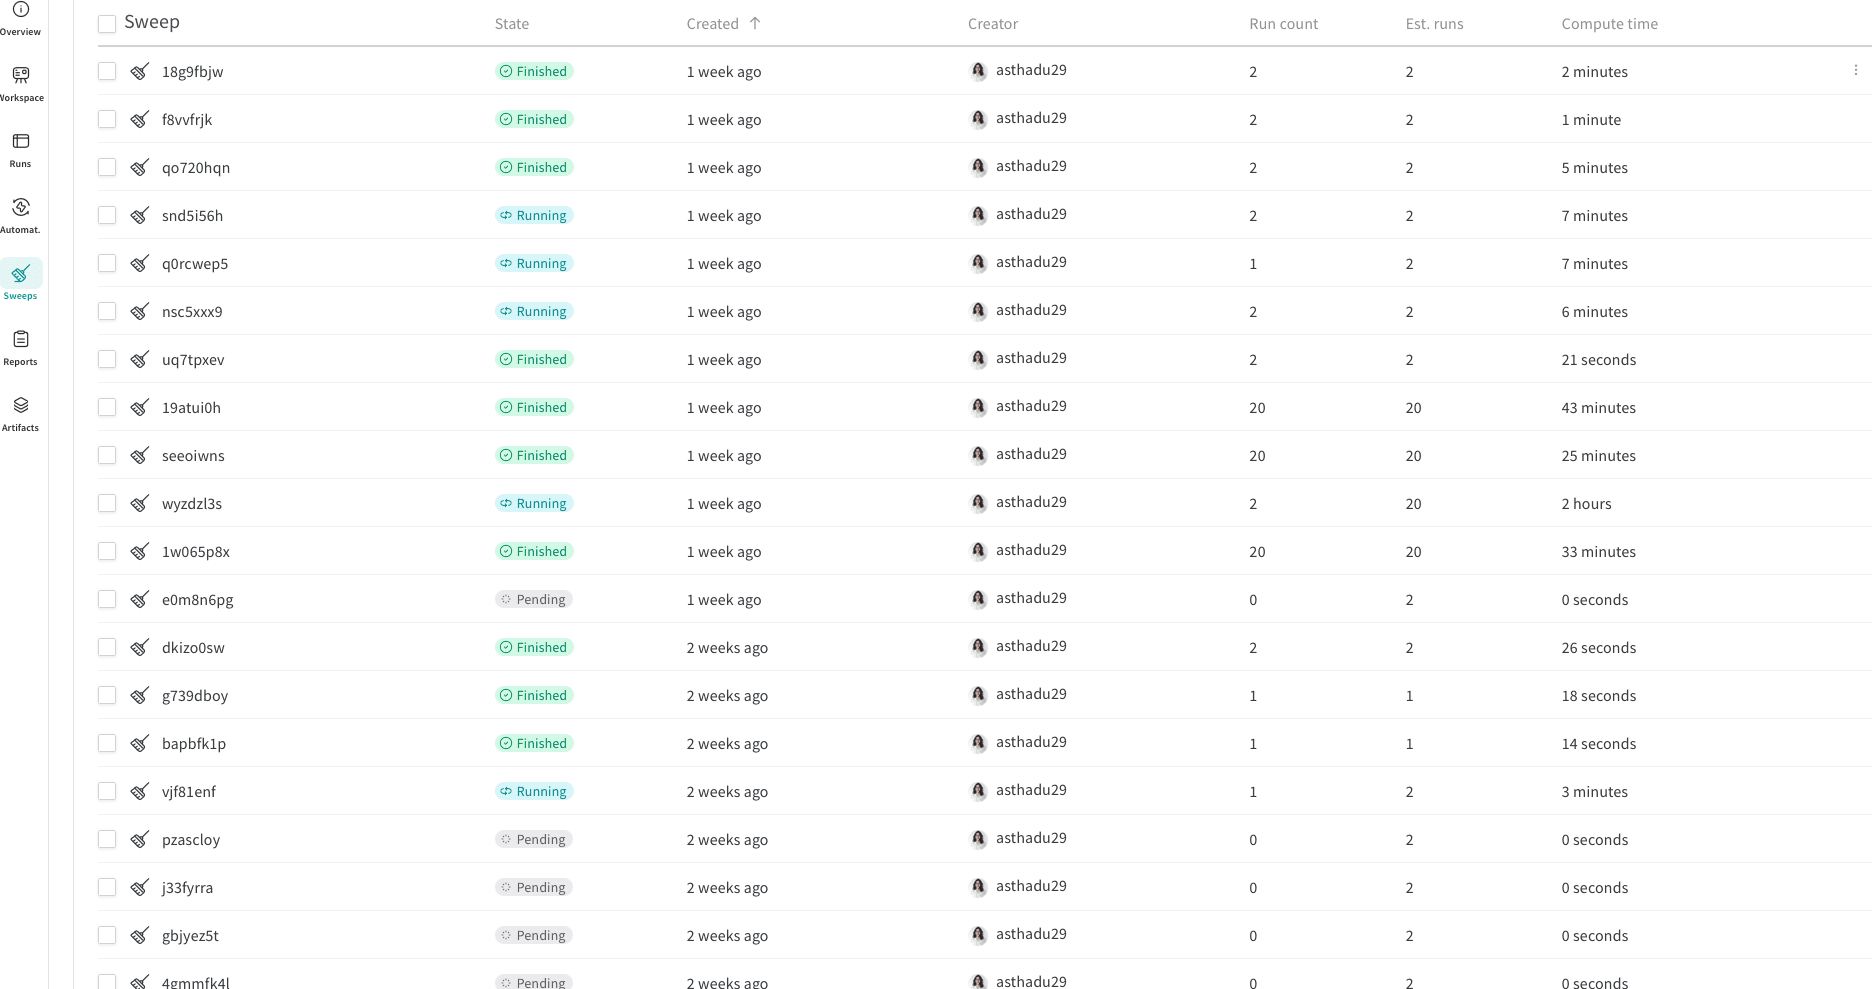 Overview
Workspace
Runs
Automat.
Sweeps
Reports
Artifacts
Sweep State Created ↑ Creator Run count Est. runs Compute time
18g9fbjw Finished 1 week ago asthadu29 2 2 2 minutes
f8vvfrjk Finished 1 week ago asthadu29 2 2 1 minute
qo720hqn Finished 1 week ago asthadu29 2 2 5 minutes
snd5i56h Running 1 week ago asthadu29 2 2 7 minutes
q0rcwep5 Running 1 week ago asthadu29 1 2 7 minutes
nsc5xxx9 Running 1 week ago asthadu29 2 2 6 minutes
uq7tpxev Finished 1 week ago asthadu29 2 2 21 seconds
19atui0h Finished 1 week ago asthadu29 20 20 43 minutes
seeoiwns Finished 1 week ago asthadu29 20 20 25 minutes
wyzdzl3s Running 1 week ago asthadu29 2 20 2 hours
1w065p8x Finished 1 week ago asthadu29 20 20 33 minutes
e0m8n6pg Pending 1 week ago asthadu29 0 2 0 seconds
dkizo0sw Finished 2 weeks ago asthadu29 2 2 26 seconds
g739dboy Finished 2 weeks ago asthadu29 1 1 18 seconds
bapbfk1p Finished 2 weeks ago asthadu29 1 1 14 seconds
vjf81enf Running 2 weeks ago asthadu29 1 2 3 minutes
pzascloy Pending 2 weeks ago asthadu29 0 2 0 seconds
j33fyrra Pending 2 weeks ago asthadu29 0 2 0 seconds
gbjyez5t Pending 2 weeks ago asthadu29 0 2 0 seconds
4gmmfk4l Pending 2 weeks ago asthadu29 0 2 0 seconds